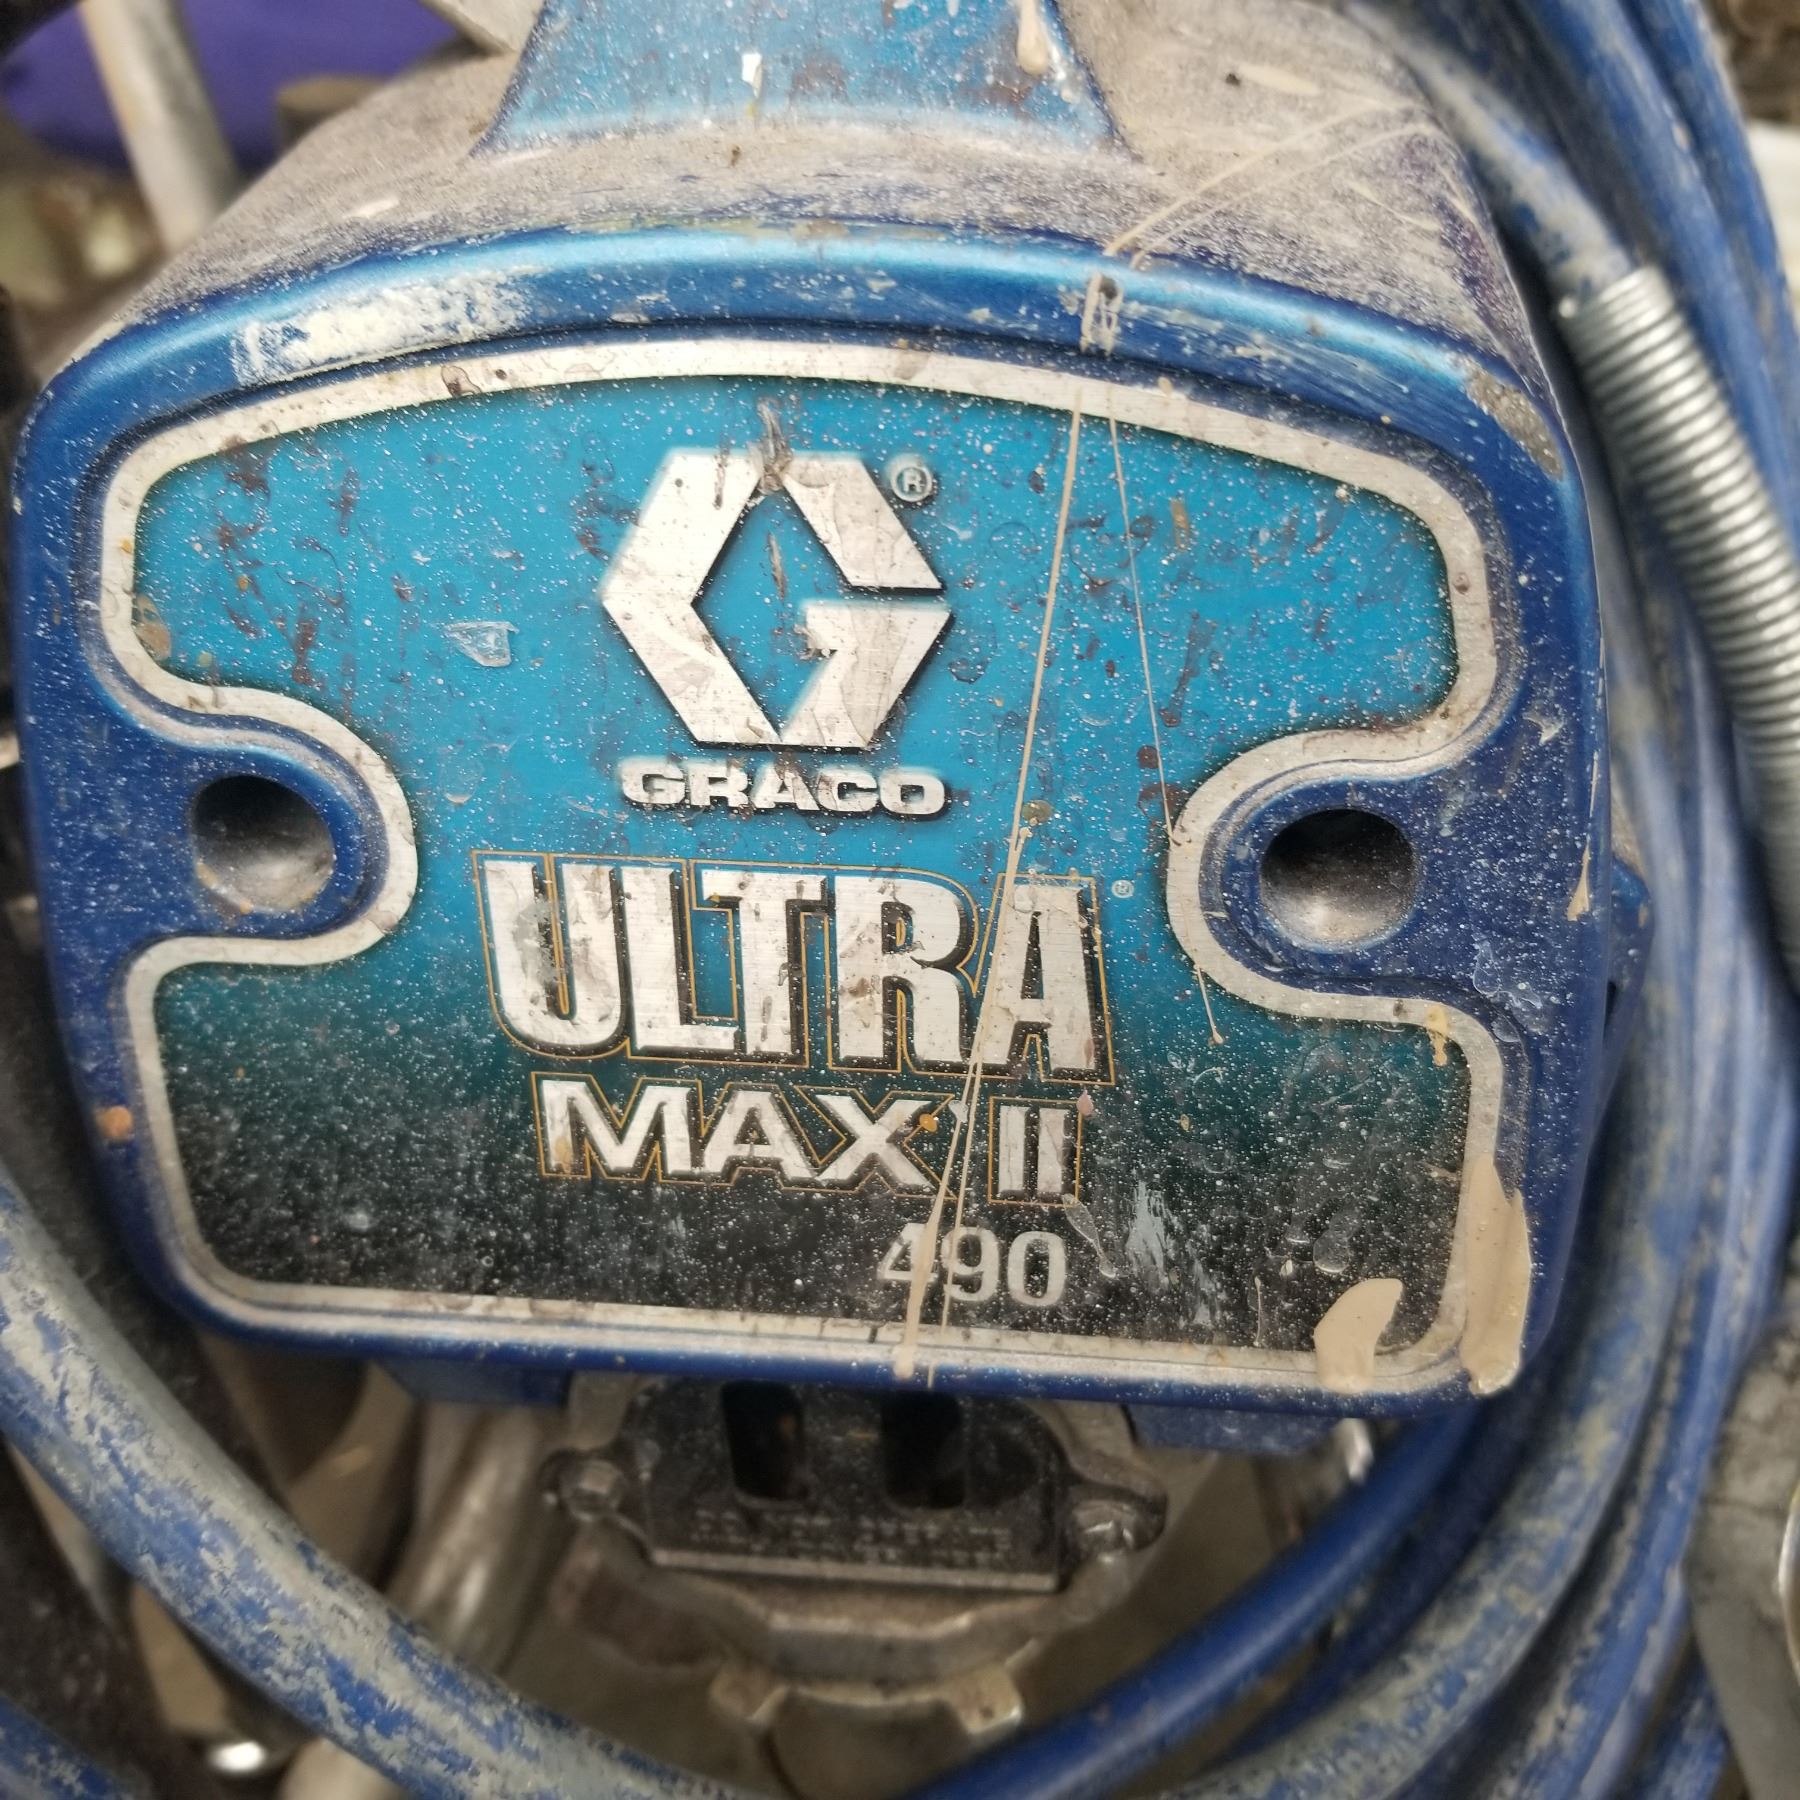 ®
GRACO
ULTRA®
MAX II
490